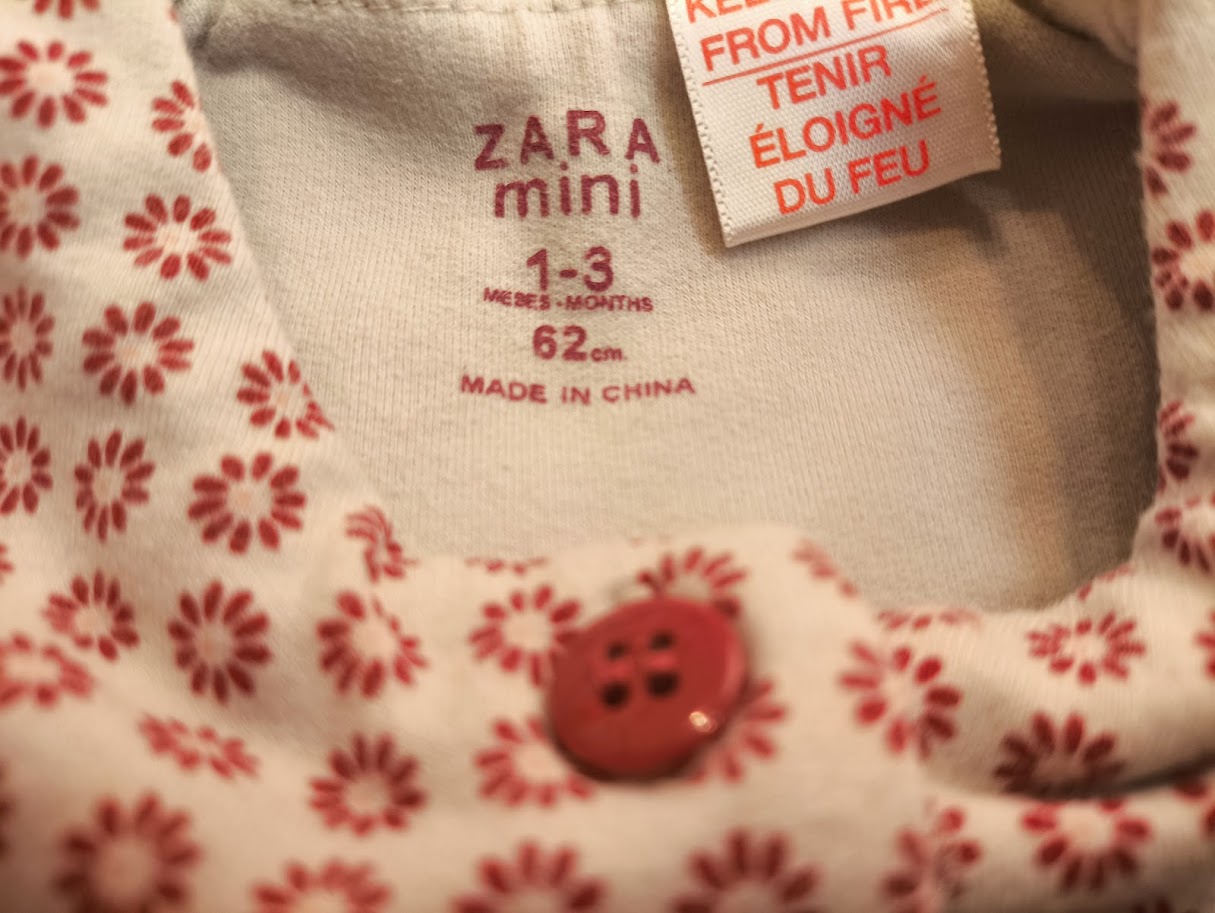 ZARA
mini
1-3
MESES - MONTHS
62cm.
MADE IN CHINA
FROM FIRE
TENIR
ÉLOIGNÉ
DU FEU